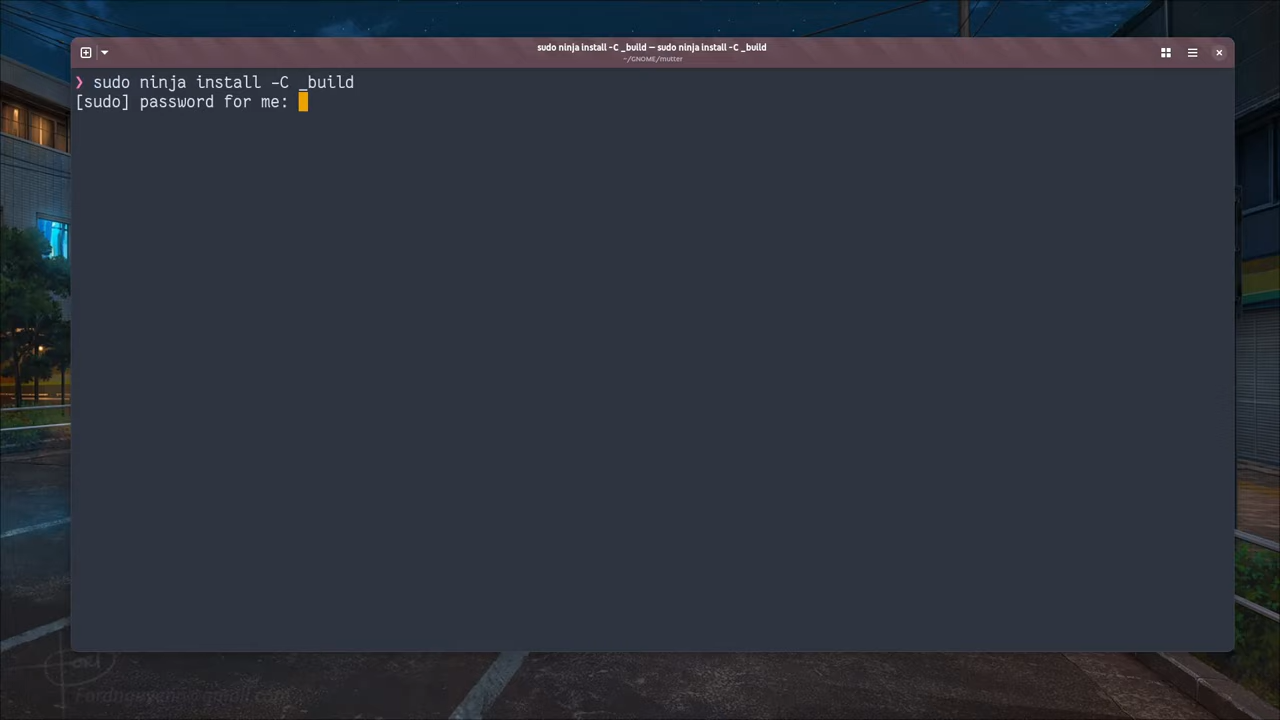 sudo ninja install -C _build — sudo ninja install -C _build
~/GNOME/mutter
❯ sudo ninja install -C _build
[sudo] password for me: